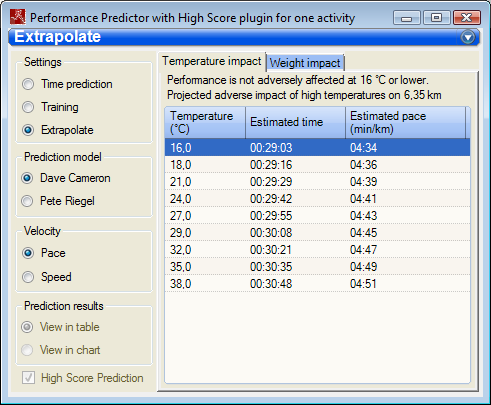 Performance Predictor with High Score plugin for one activity
Extrapolate
Settings
Time prediction
Training
Extrapolate
Prediction model
Dave Cameron
Pete Riegel
Velocity
Pace
Speed
Prediction results
View in table
View in chart
High Score Prediction
Temperature impact Weight impact
Performance is not adversely affected at 16 °C or lower.
Projected adverse impact of high temperatures on 6,35 km
Temperature (°C) Estimated time Estimated pace (min/km)
16,0 00:29:03 04:34
18,0 00:29:16 04:36
21,0 00:29:29 04:39
24,0 00:29:42 04:41
27,0 00:29:55 04:43
29,0 00:30:08 04:45
32,0 00:30:21 04:47
35,0 00:30:35 04:49
38,0 00:30:48 04:51